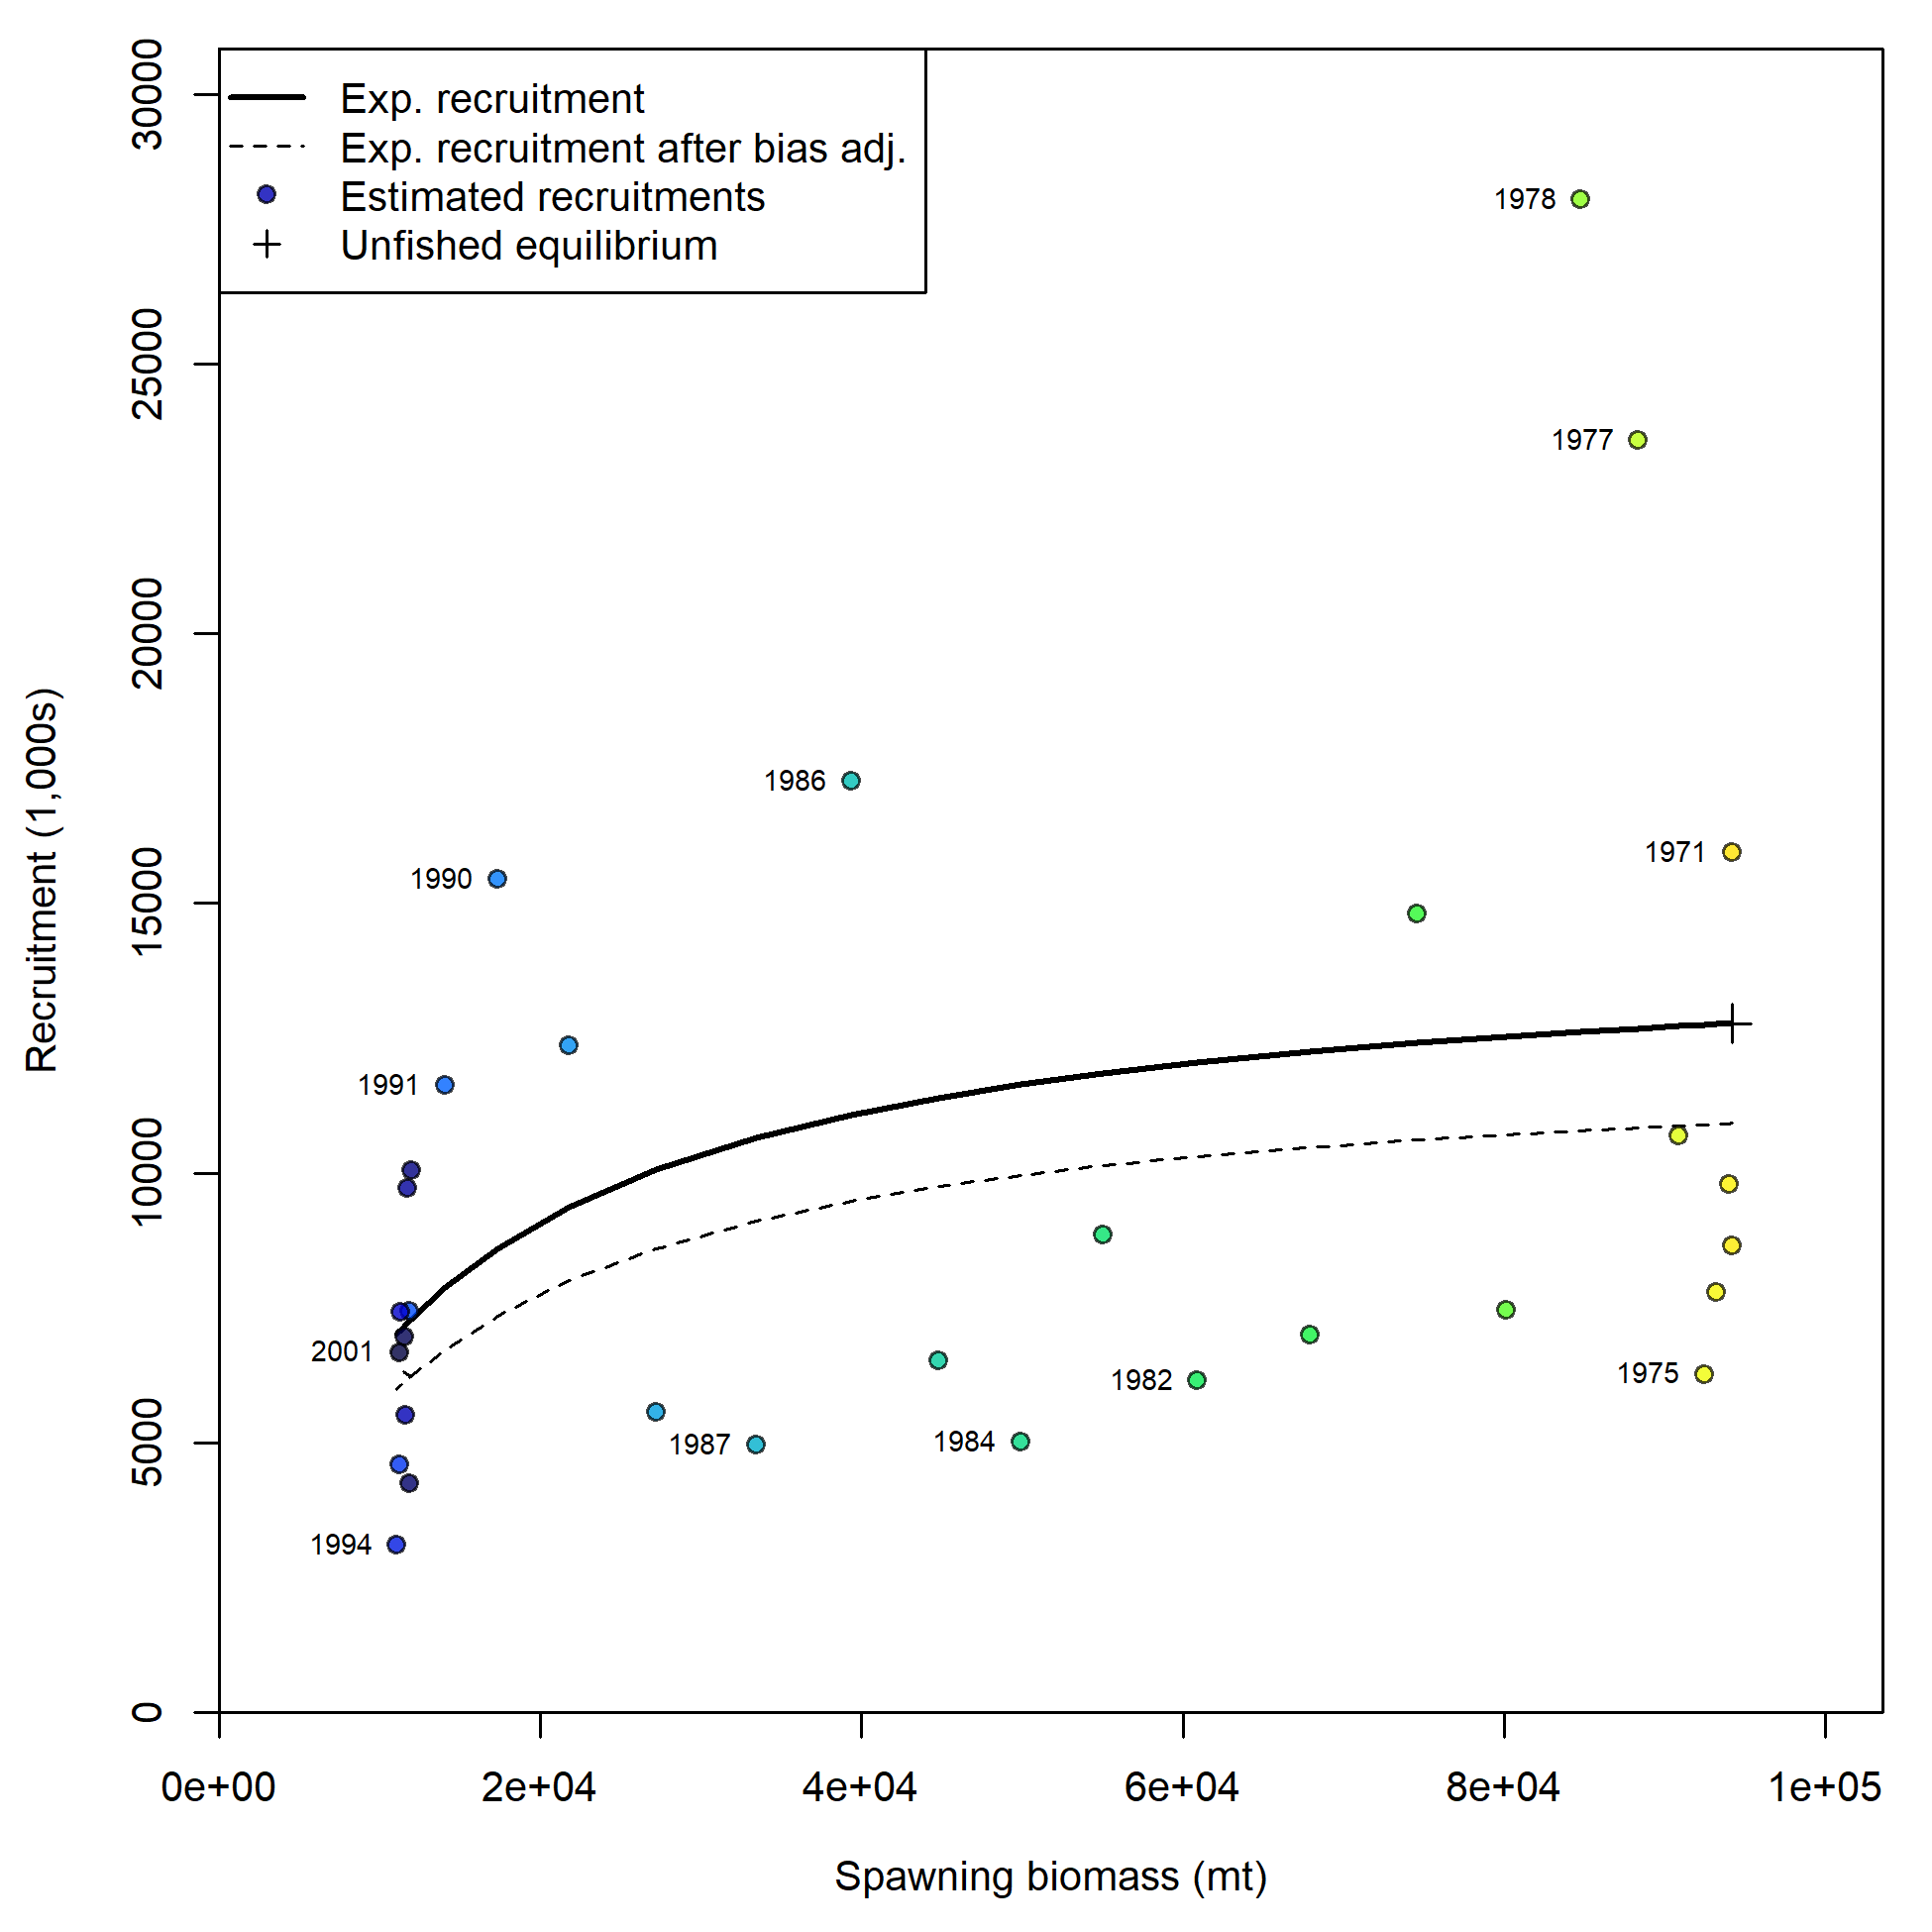 Exp. recruitment
Exp. recruitment after bias adj.
Estimated recruitments
Unfished equilibrium
Recruitment (1,000s)
30000
25000
20000
15000
10000
5000
0
1978
1977
1986
1971
1990
1991
2001
1982
1975
1987
1984
1994
0e+00 2e+04 4e+04 6e+04 8e+04 1e+05
Spawning biomass (mt)